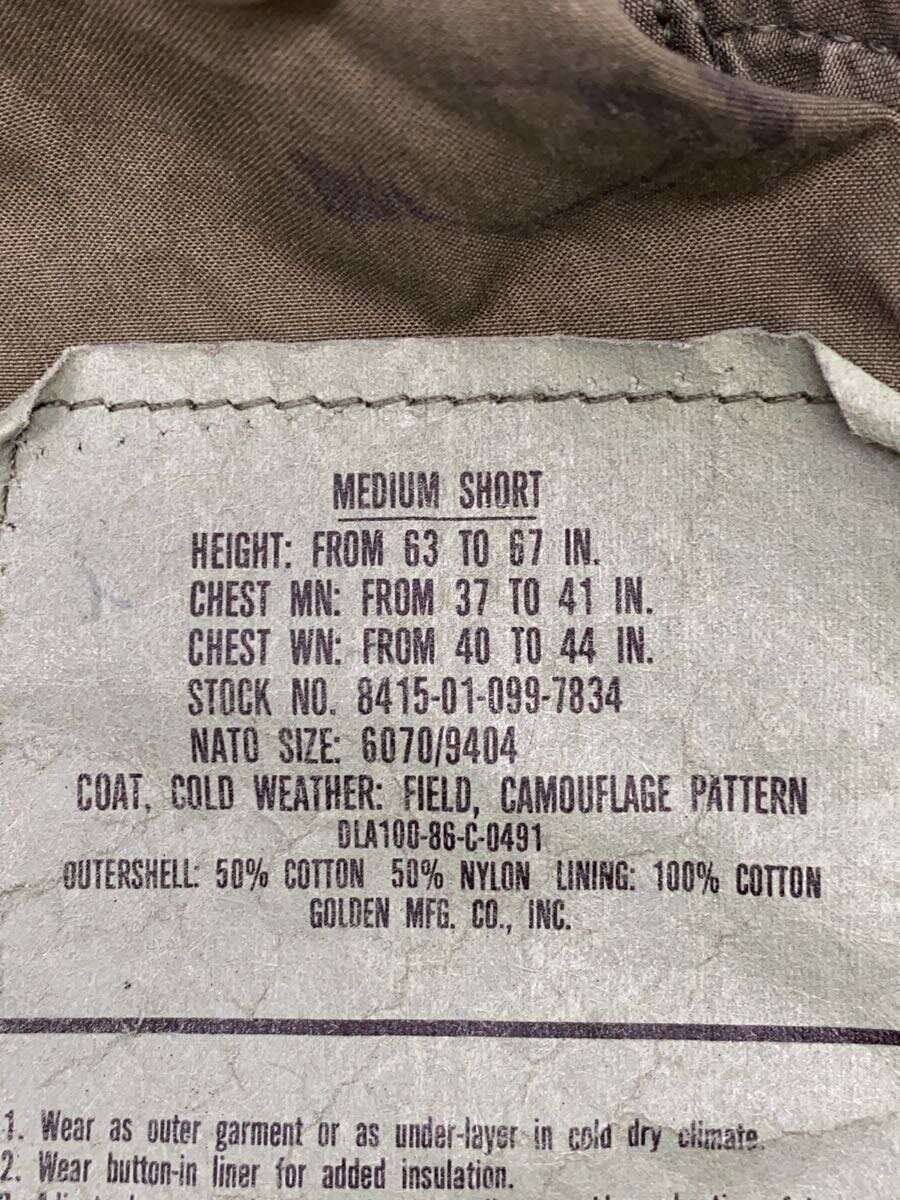 MEDIUM SHORT
HEIGHT: FROM 63 TO 67 IN.
CHEST MN: FROM 37 TO 41 IN.
CHEST WN: FROM 40 TO 44 IN.
STOCK NO. 8415-01-099-7834
NATO SIZE: 6070/9404
COAT, COLD WEATHER: FIELD, CAMOUFLAGE PATTERN
DLA100-86-C-0491
OUTERSHELL: 50% COTTON 50% NYLON LINING: 100% COTTON
GOLDEN MFG. CO., INC.
1. Wear as outer garment or as under-layer in cold dry climate.
2. Wear button-in liner for added insulation.